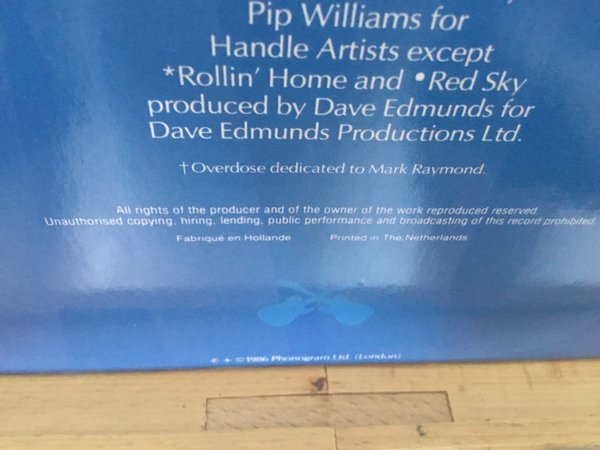 Pip Williams for
Handle Artists except
*Rollin' Home and •Red Sky
produced by Dave Edmunds for
Dave Edmunds Productions Ltd.
†Overdose dedicated to Mark Raymond.
All rights of the producer and of the owner of the work reproduced reserved.
Unauthorised copying, hiring, lending, public performance and broadcasting of this record prohibited.
Fabriqué en Hollande Printed in The Netherlands
℗ + © 1986 Phonogram Ltd. (London)